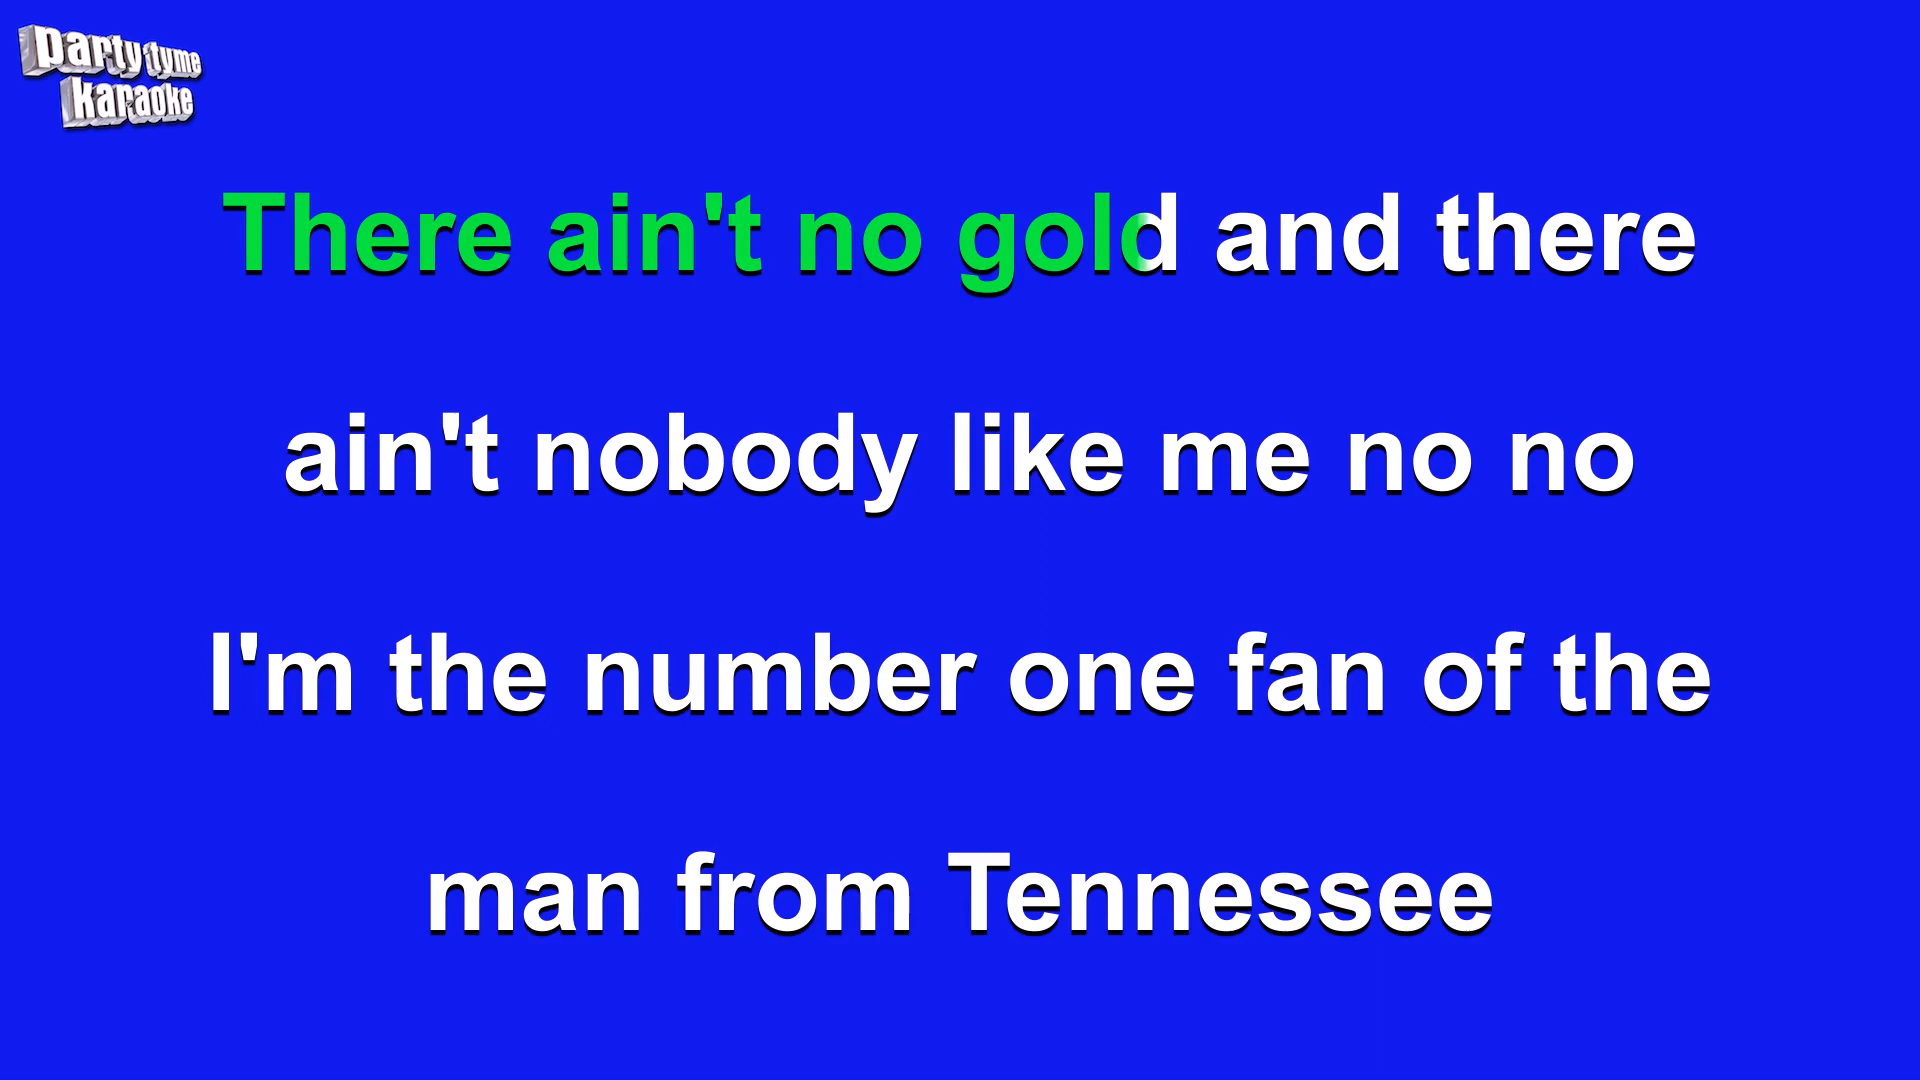 party tyme
karaoke
There ain't no gold and there
ain't nobody like me no no
I'm the number one fan of the
man from Tennessee